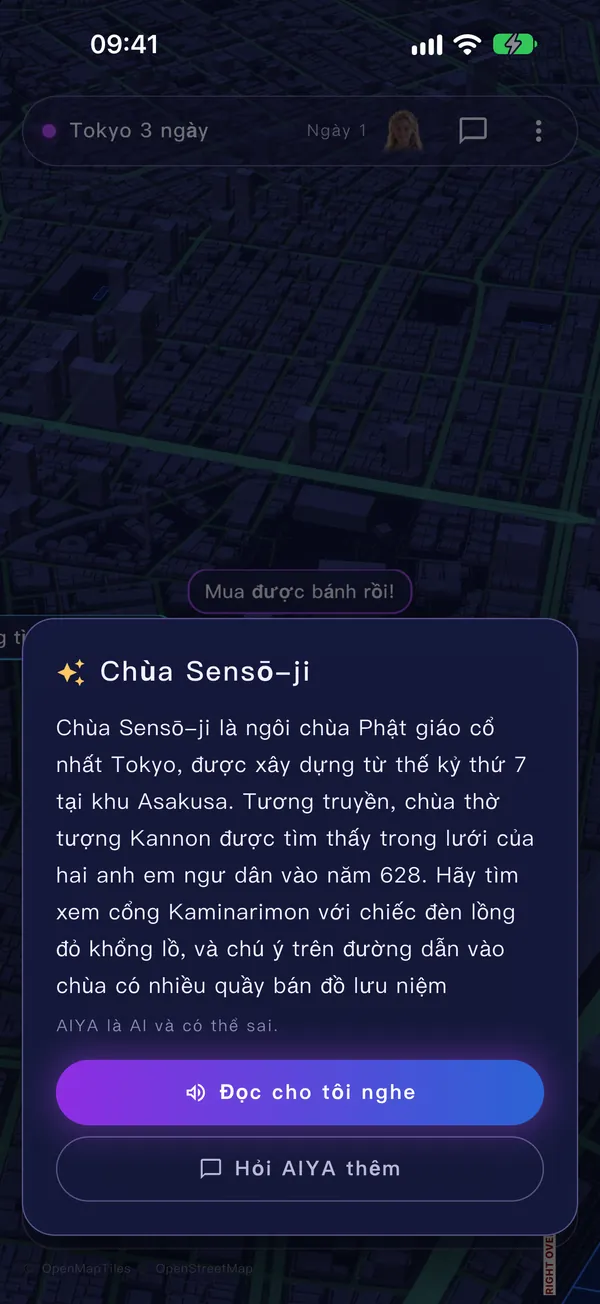 09:41
Tokyo 3 ngày
Ngày 1
Mua được bánh rồi!
Chùa Sensō-ji
Chùa Sensō-ji là ngôi chùa Phật giáo cổ
nhất Tokyo, được xây dựng từ thế kỷ thứ 7
tại khu Asakusa. Tương truyền, chùa thờ
tượng Kannon được tìm thấy trong lưới của
hai anh em ngư dân vào năm 628. Hãy tìm
xem cổng Kaminarimon với chiếc đèn lồng
đỏ khổng lồ, và chú ý trên đường dẫn vào
chùa có nhiều quầy bán đồ lưu niệm
AIYA là AI và có thể sai.
Đọc cho tôi nghe
Hỏi AIYA thêm
OpenMapTiles OpenStreetMap
RIGHT